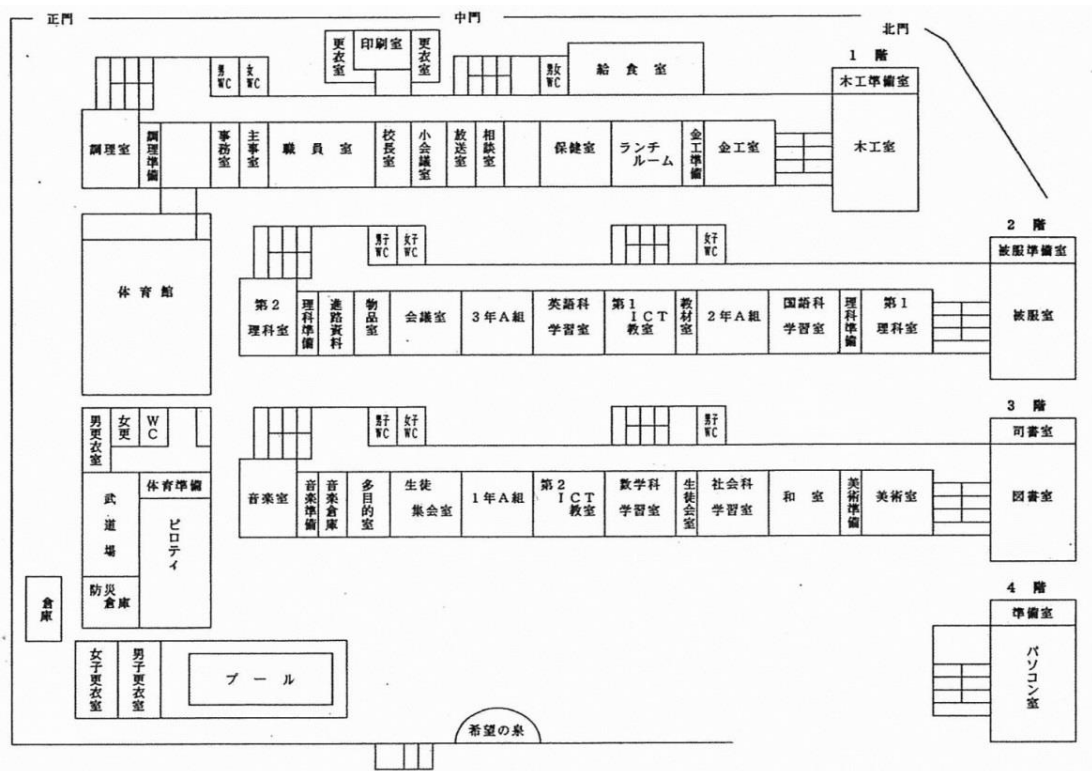 正門
中門
北門
1 階
更衣室
印刷室
更衣室
男WC
女WC
男女WC
給食室
木工準備室
調理室
調理準備
事務室
主事室
職員室
校長室
小会議室
放送室
相談室
保健室
ランチ
ルーム
金工準備
金工室
木工室
2 階
男子WC
女子WC
女子WC
被服準備室
体育館
第2
理科室
理科準備
進路資料
物品室
会議室
3年A組
英語科
学習室
第1
ICT
教室
教材室
2年A組
国語科
学習室
理科準備
第1
理科室
被服室
3 階
男更衣室
女更
WC
男子WC
女子WC
男子WC
司書室
武道場
体育準備
ピロティ
音楽室
音楽準備
音楽倉庫
多目的室
生徒
集会室
1年A組
第2
ICT
教室
数学科
学習室
生徒会室
社会科
学習室
和室
美術準備
美術室
図書室
倉庫
防災
倉庫
4 階
準備室
女子更衣室
男子更衣室
プール
パソコン室
希望の泉